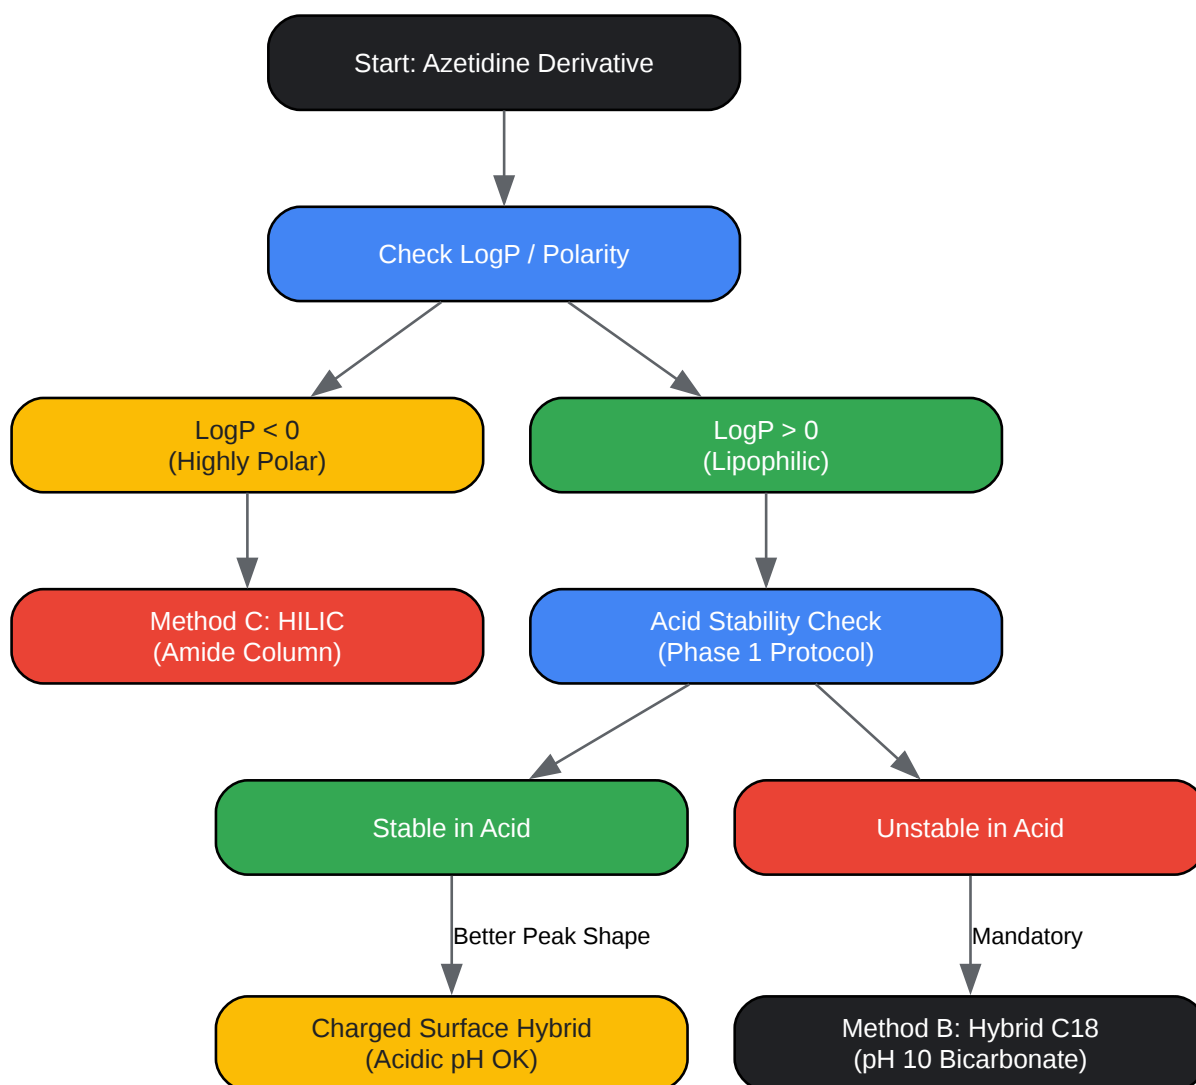 Start: Azetidine Derivative
Check LogP / Polarity
LogP < 0
(Highly Polar)
LogP > 0
(Lipophilic)
Method C: HILIC
(Amide Column)
Acid Stability Check
(Phase 1 Protocol)
Stable in Acid
Unstable in Acid
Better Peak Shape
Mandatory
Charged Surface Hybrid
(Acidic pH OK)
Method B: Hybrid C18
(pH 10 Bicarbonate)